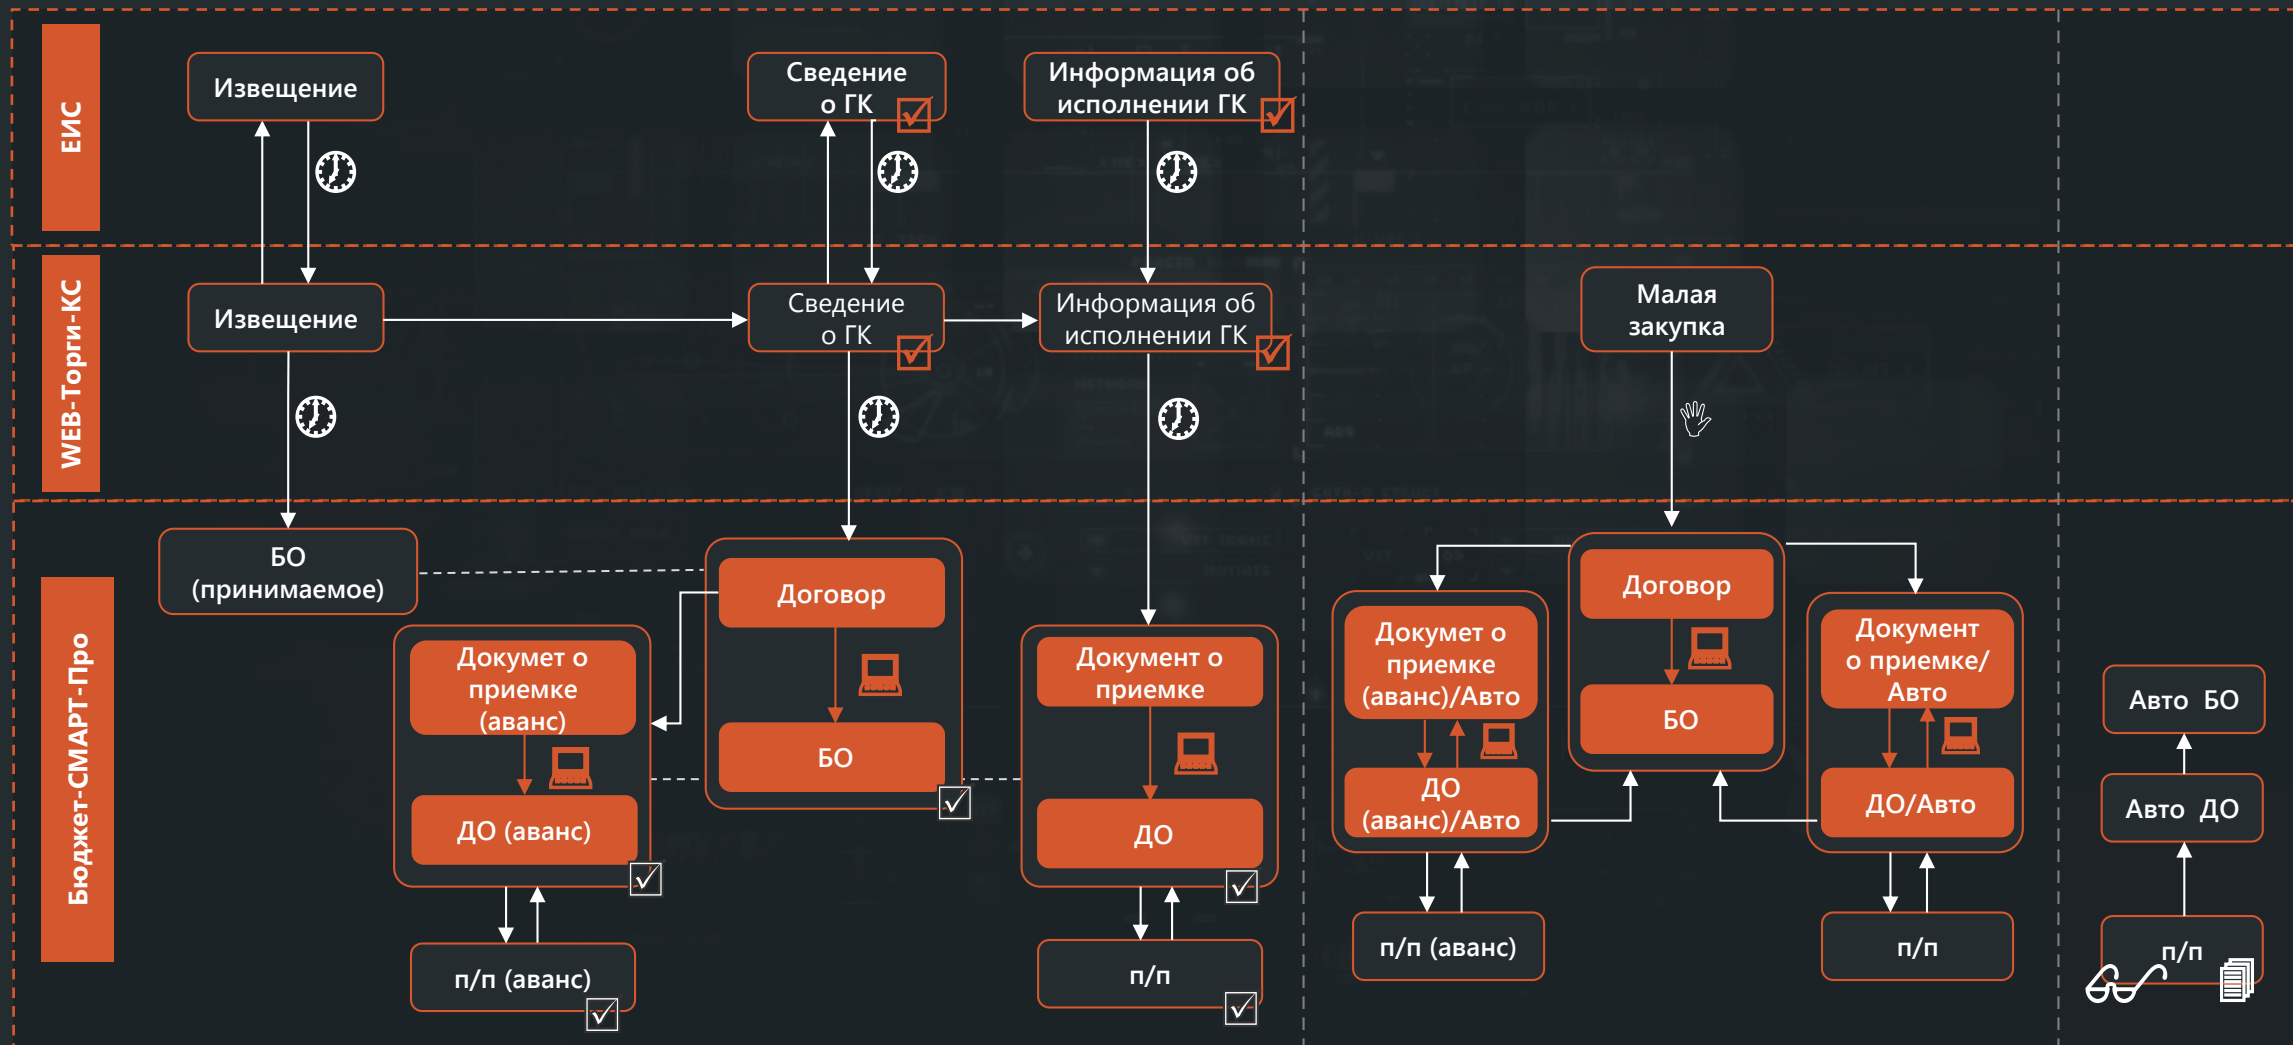 ЕИС
Извещение
Сведение
о ГК
Информация об
исполнении ГК
WEB-Торги-КС
Извещение
Сведение
о ГК
Информация об
исполнении ГК
Малая
закупка
Бюджет-СМАРТ-Про
БО
(принимаемое)
Докумет о
приемке
(аванс)
ДО (аванс)
п/п (аванс)
Договор
БО
Документ о
приемке
ДО
п/п
Докумет о
приемке
(аванс)/Авто
ДО
(аванс)/Авто
п/п (аванс)
Договор
БО
Документ
о приемке/
Авто
ДО/Авто
п/п
Авто БО
Авто ДО
п/п